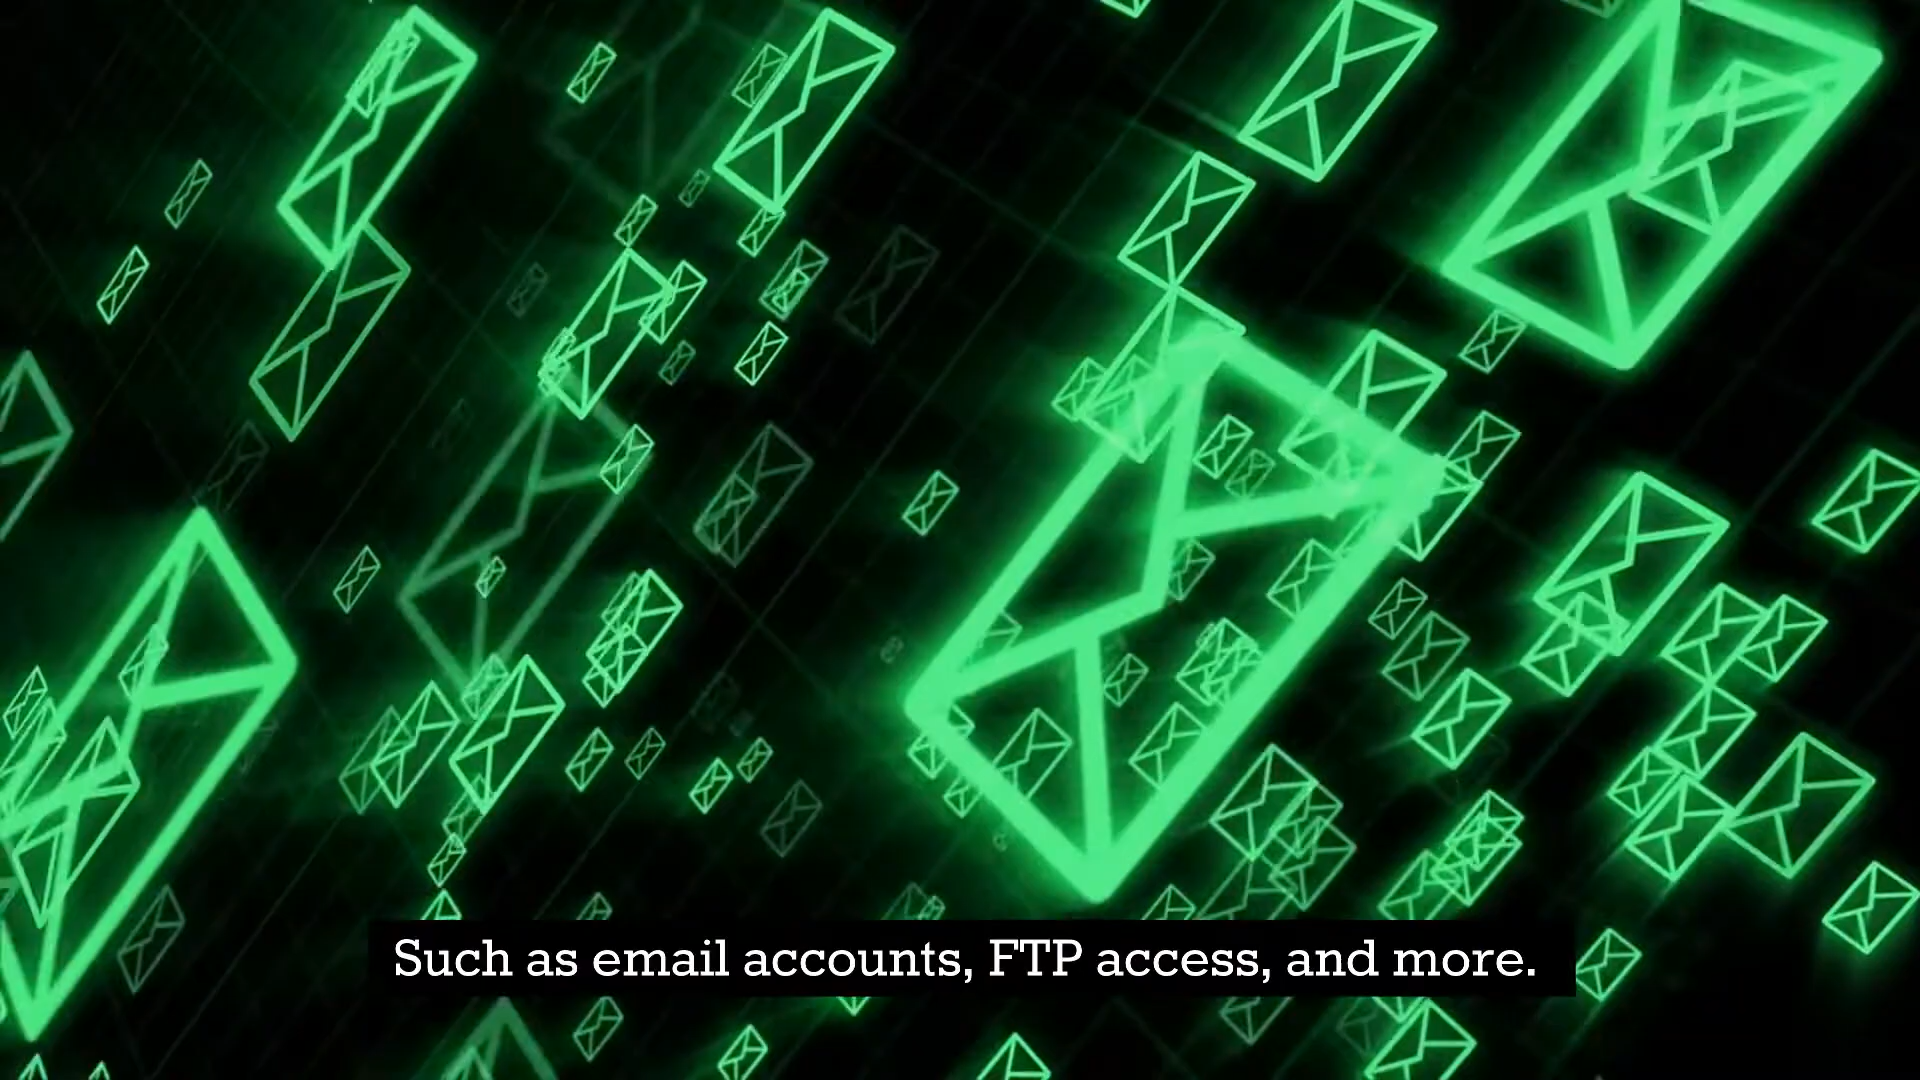 Such as email accounts, FTP access, and more.